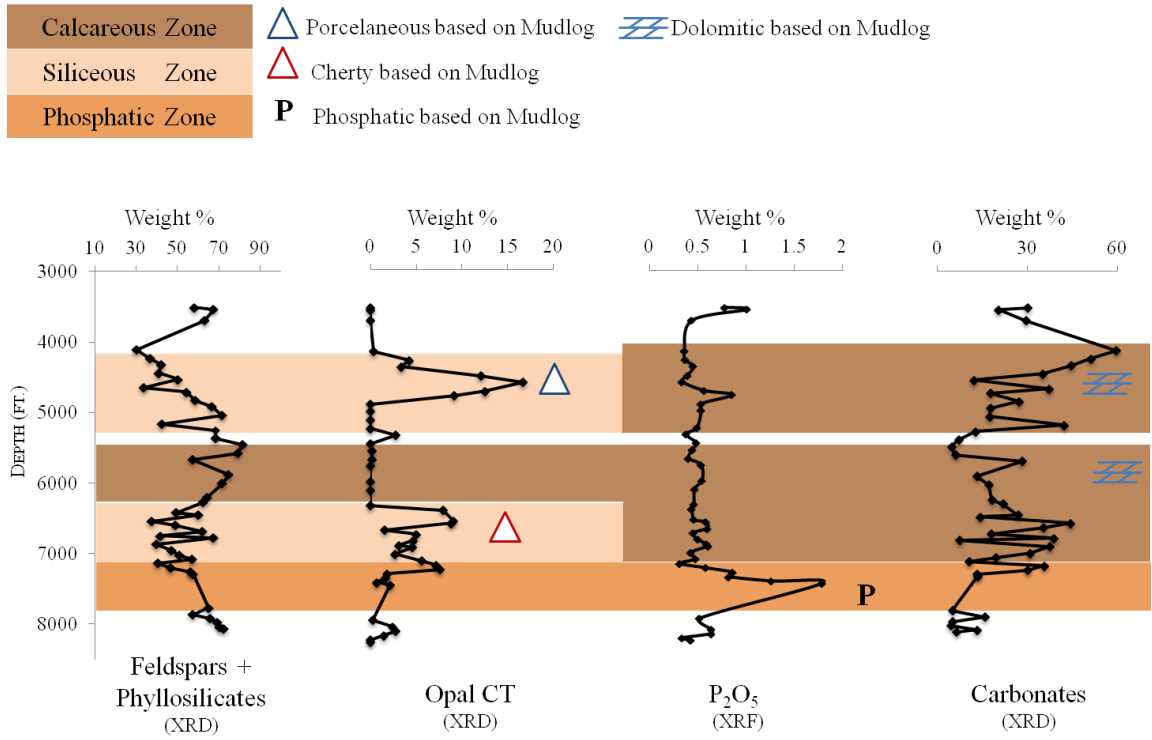 Calcareous Zone
Siliceous Zone
Phosphatic Zone
Porcelaneous based on Mudlog
Dolomitic based on Mudlog
Cherty based on Mudlog
P Phosphatic based on Mudlog
Weight % Weight % Weight % Weight %
10 30 50 70 90 0 5 10 15 20 0 0.5 1 1.5 2 0 30 60
3000
4000
5000
6000
7000
8000
DEPTH (FT.)
P
Feldspars + Phyllosilicates (XRD)
Opal CT (XRD)
P₂O₅ (XRF)
Carbonates (XRD)